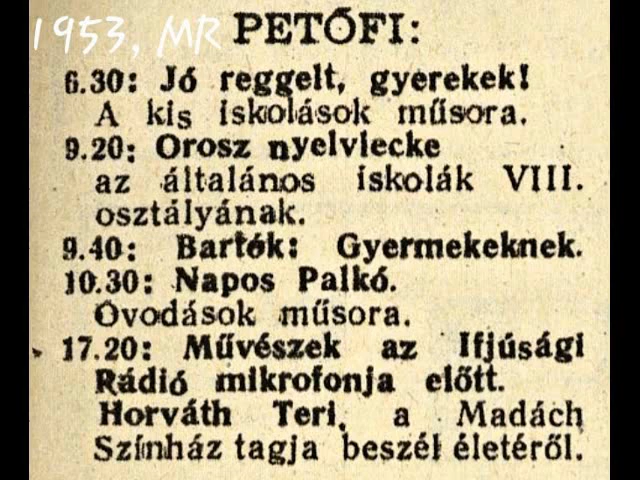 1953, MR
PETŐFI:
6.30: Jó reggelt, gyerekek!
A kis iskolások műsora.
9.20: Orosz nyelvlecke
az általános iskolák VIII.
osztályának.
9.40: Bartók: Gyermekeknek.
10.30: Napos Palkó.
Óvodások műsora.
17.20: Művészek az Ifjúsági
Rádió mikrofonja előtt.
Horváth Teri, a Madách
Színház tagja beszél életéről.